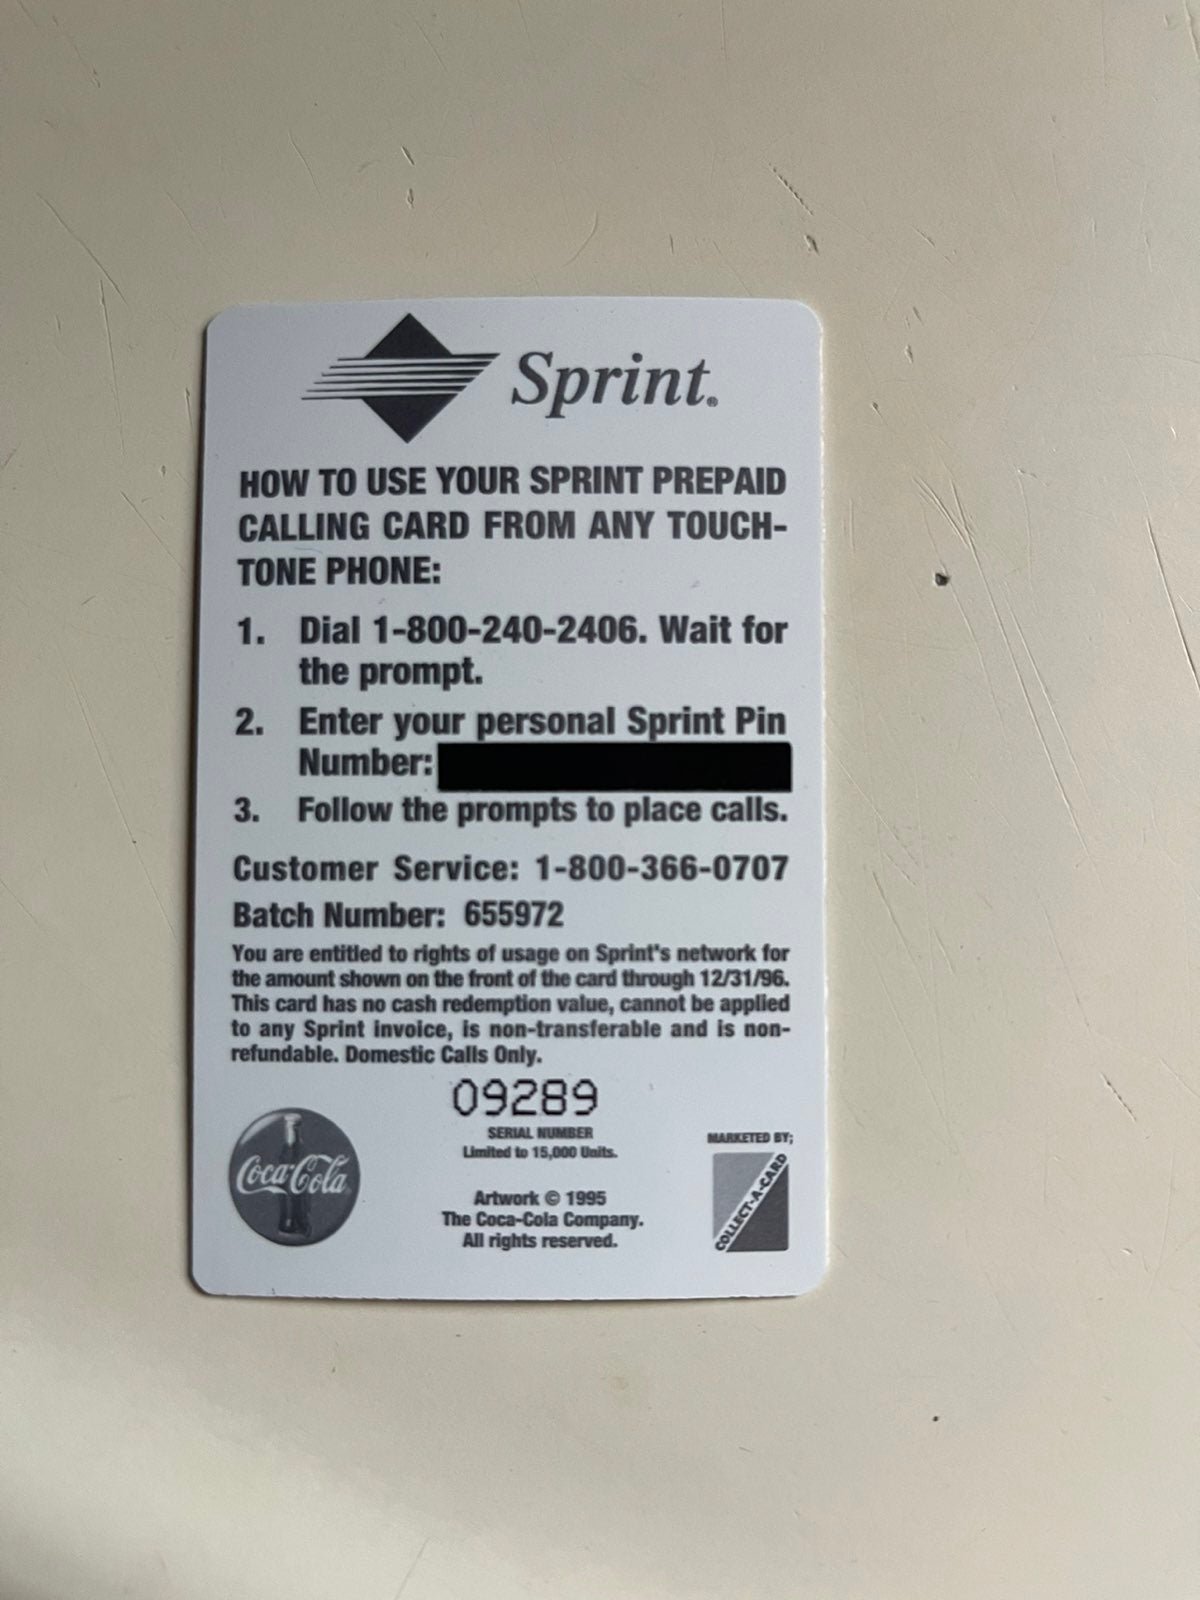 Sprint®
HOW TO USE YOUR SPRINT PREPAID
CALLING CARD FROM ANY TOUCH-
TONE PHONE:
1. Dial 1-800-240-2406. Wait for
the prompt.
2. Enter your personal Sprint Pin
Number:
3. Follow the prompts to place calls.
Customer Service: 1-800-366-0707
Batch Number: 655972
You are entitled to rights of usage on Sprint's network for
the amount shown on the front of the card through 12/31/96.
This card has no cash redemption value, cannot be applied
to any Sprint invoice, is non-transferable and is non-
refundable. Domestic Calls Only.
09289
SERIAL NUMBER
Limited to 15,000 Units.
Artwork © 1995
The Coca-Cola Company.
All rights reserved.
Coca-Cola
MARKETED BY;
COLLECT-A-CARD